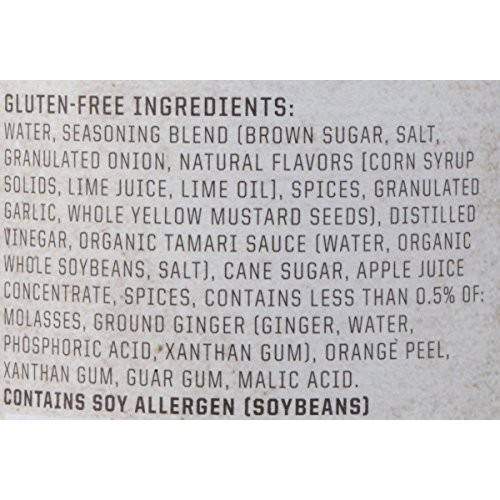 GLUTEN-FREE INGREDIENTS:
WATER, SEASONING BLEND (BROWN SUGAR, SALT,
GRANULATED ONION, NATURAL FLAVORS [CORN SYRUP
SOLIDS, LIME JUICE, LIME OIL], SPICES, GRANULATED
GARLIC, WHOLE YELLOW MUSTARD SEEDS), DISTILLED
VINEGAR, ORGANIC TAMARI SAUCE (WATER, ORGANIC
WHOLE SOYBEANS, SALT), CANE SUGAR, APPLE JUICE
CONCENTRATE, SPICES, CONTAINS LESS THAN 0.5% OF:
MOLASSES, GROUND GINGER (GINGER, WATER,
PHOSPHORIC ACID, XANTHAN GUM), ORANGE PEEL,
XANTHAN GUM, GUAR GUM, MALIC ACID.
CONTAINS SOY ALLERGEN (SOYBEANS)